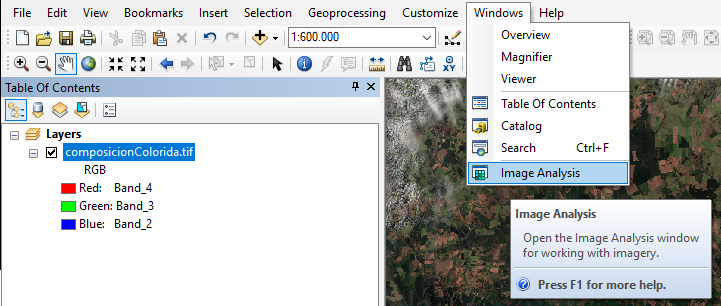 File Edit View Bookmarks Insert Selection Geoprocessing Customize Windows Help
1:600.000
Overview
Magnifier
Viewer
Table Of Contents
Catalog
Search Ctrl+F
Image Analysis
Table Of Contents
Layers
composicionColorida.tif
RGB
Red: Band_4
Green: Band_3
Blue: Band_2
Image Analysis
Open the Image Analysis window
for working with imagery.
Press F1 for more help.